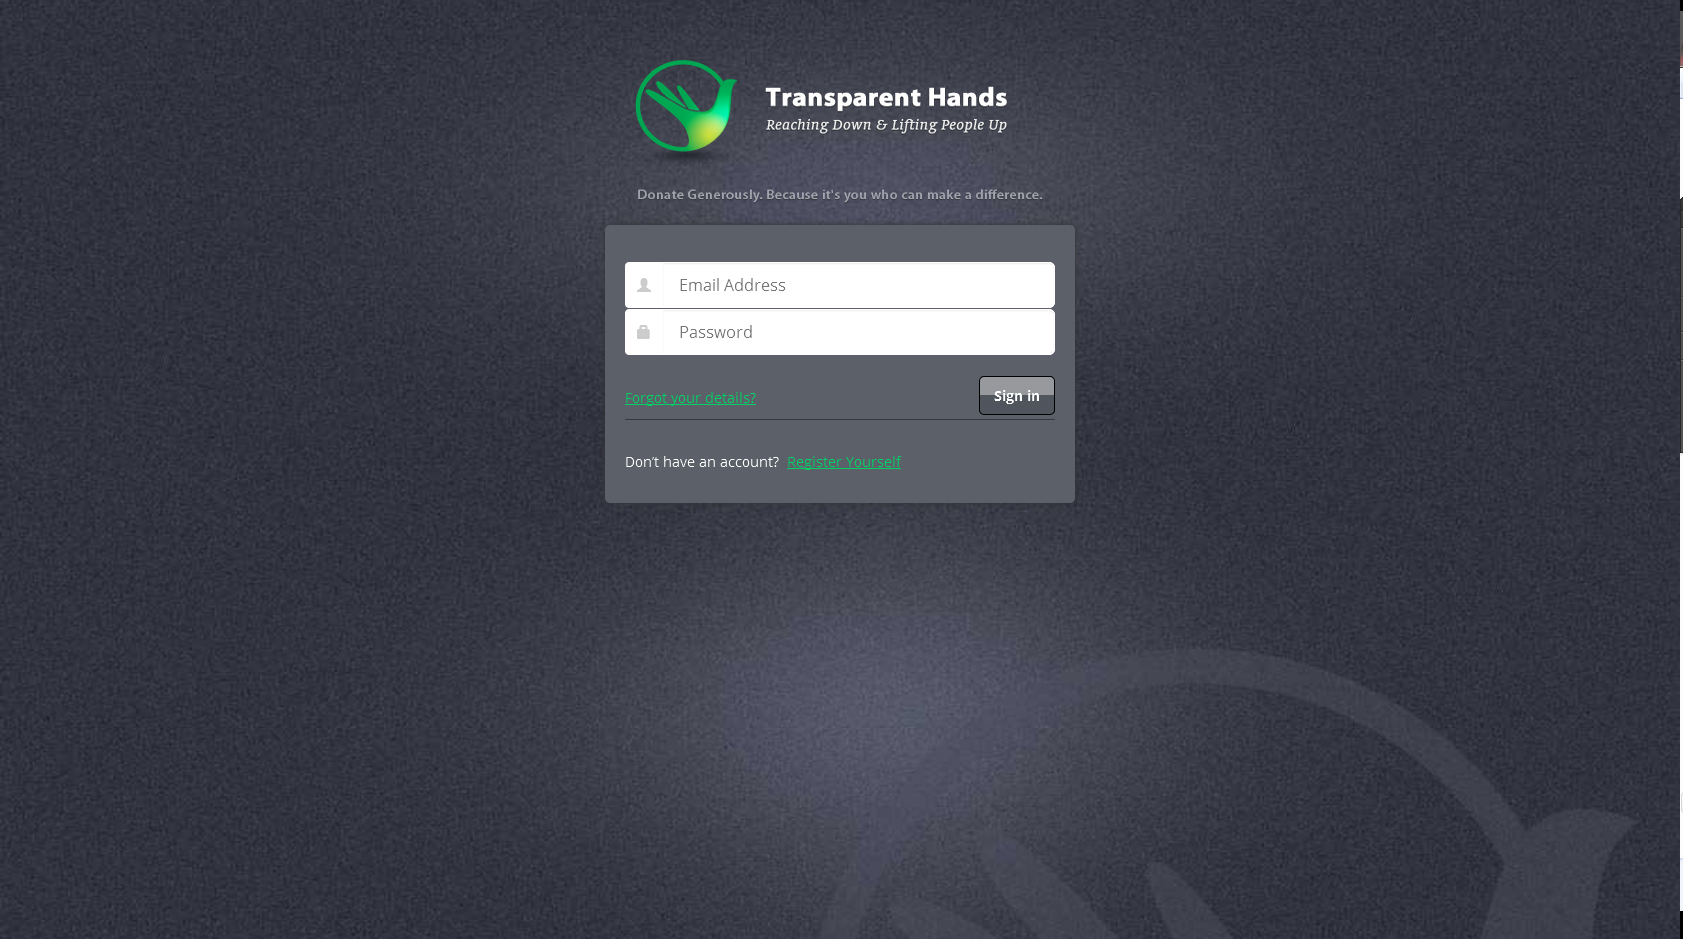 Transparent Hands
Reaching Down & Lifting People Up
Donate Generously. Because it's you who can make a difference.
Email Address
Password
Forgot your details?
Sign in
Don't have an account? Register Yourself